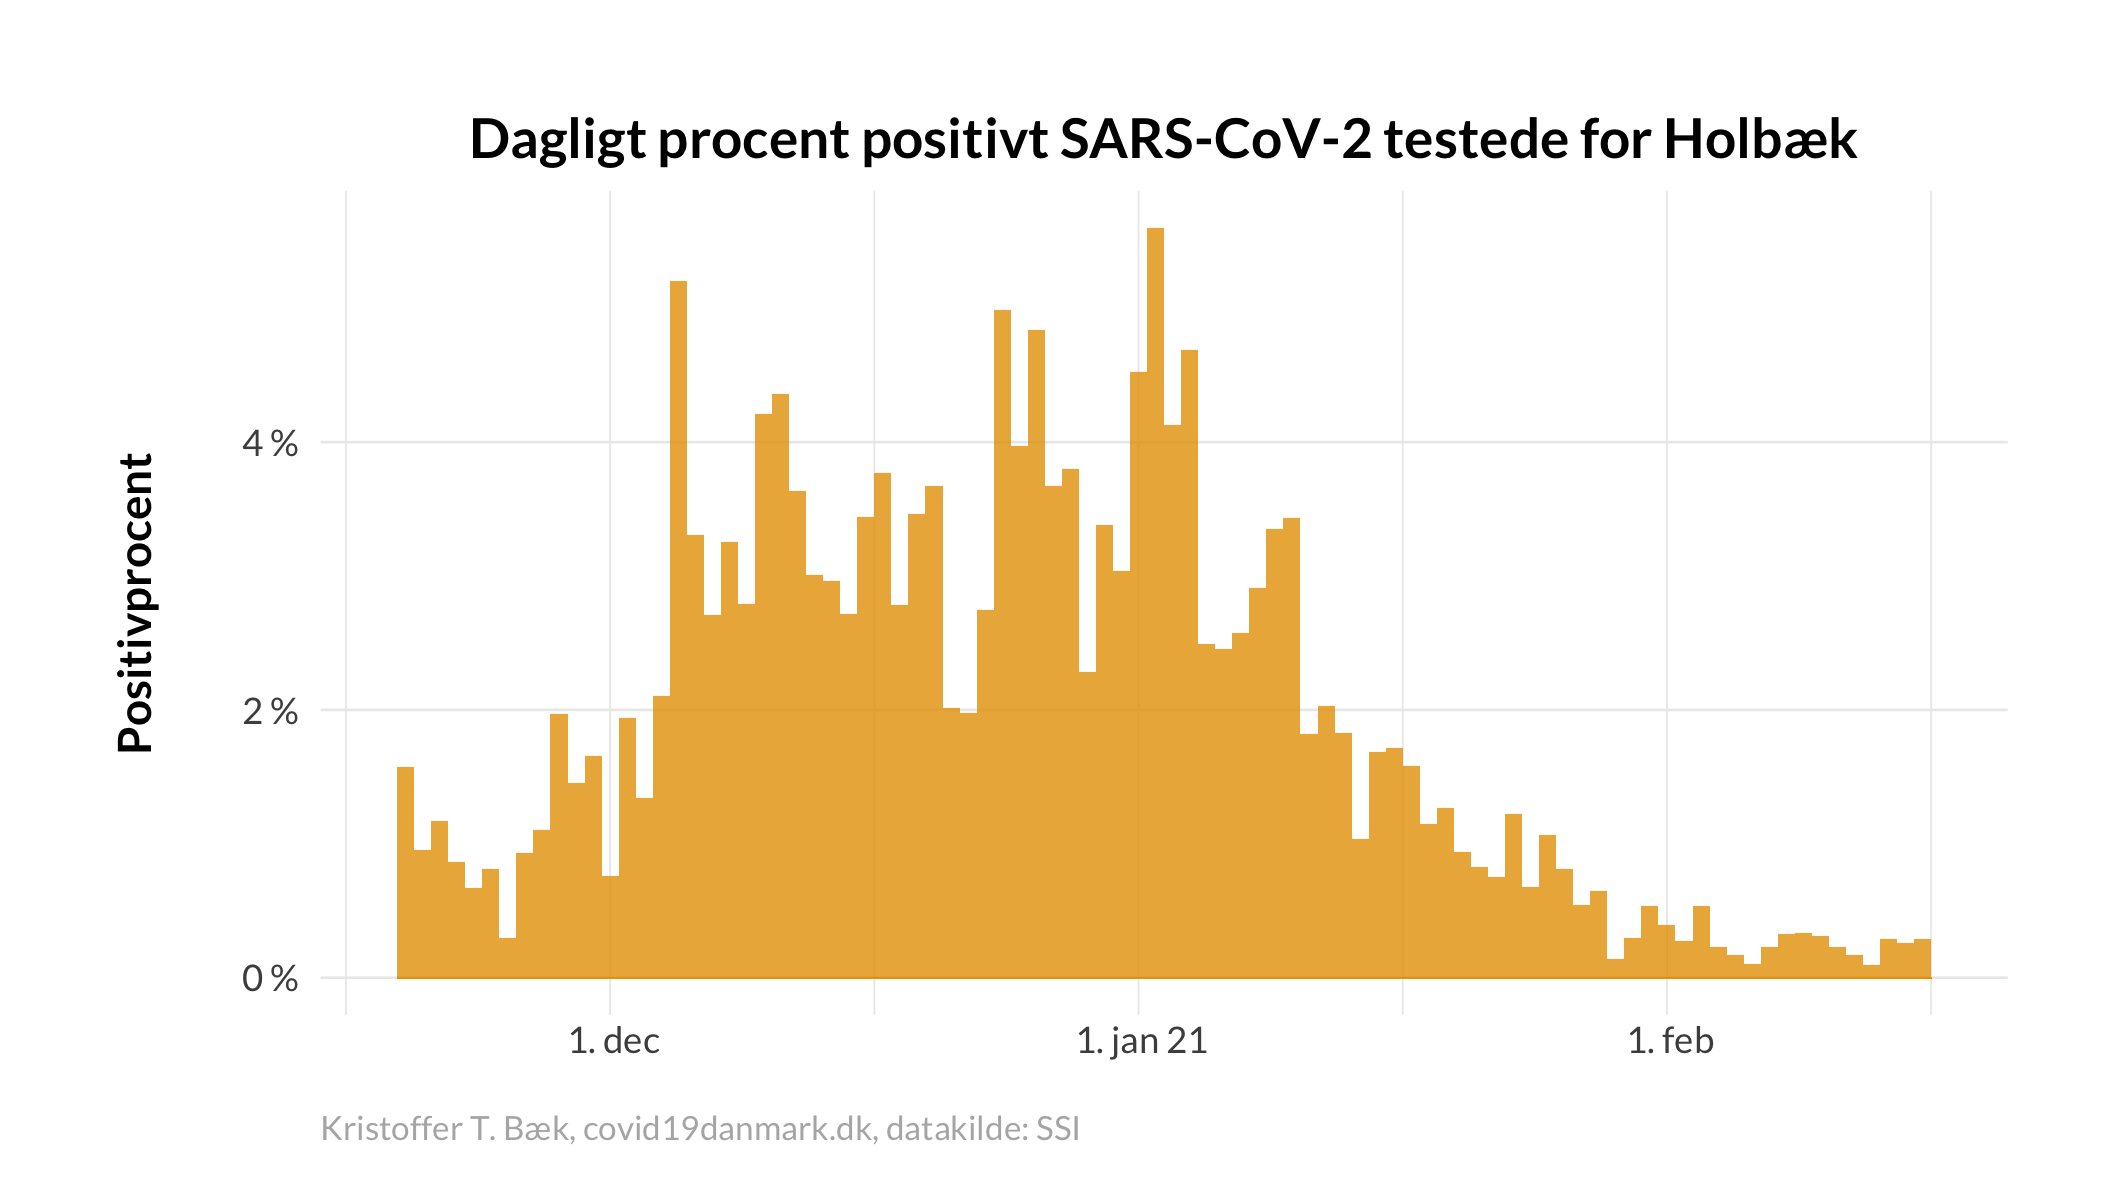 Dagligt procent positivt SARS-CoV-2 testede for Holbæk
Positivprocent
4 %
2 %
0 %
1. dec
1. jan 21
1. feb
Kristoffer T. Bæk, covid19danmark.dk, datakilde: SSI